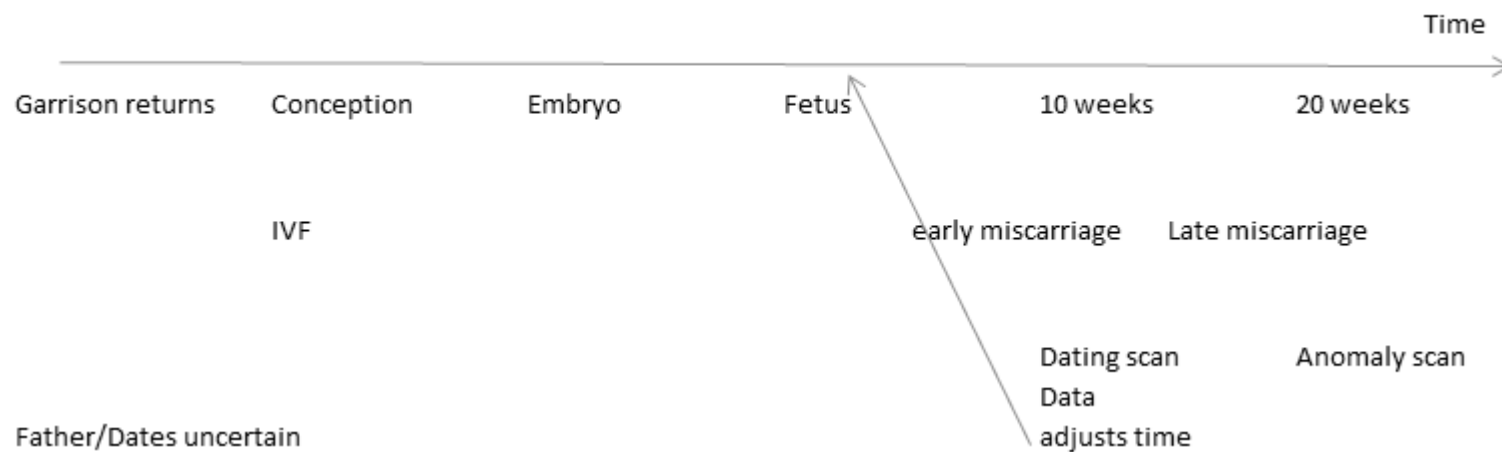 Time
Garrison returns Conception Embryo Fetus 10 weeks 20 weeks
IVF early miscarriage Late miscarriage
Dating scan Anomaly scan
Data
Father/Dates uncertain adjusts time